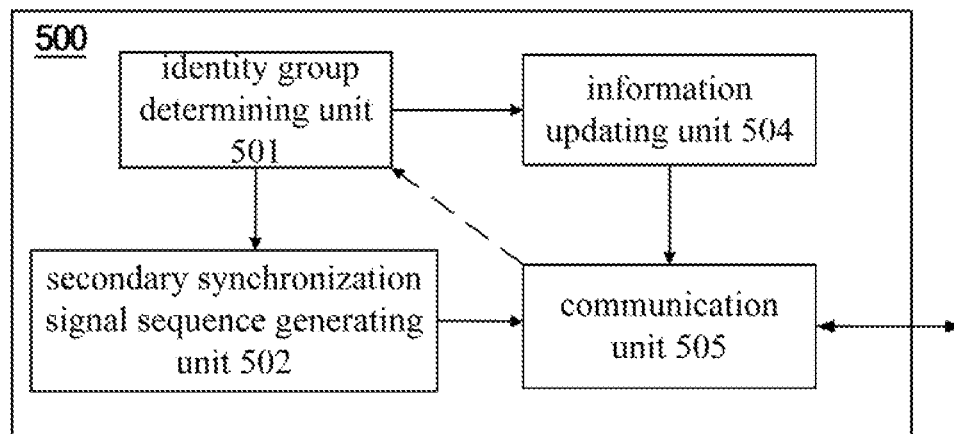 500
identity group
determining unit
501
information
updating unit 504
secondary synchronization
signal sequence generating
unit 502
communication
unit 505